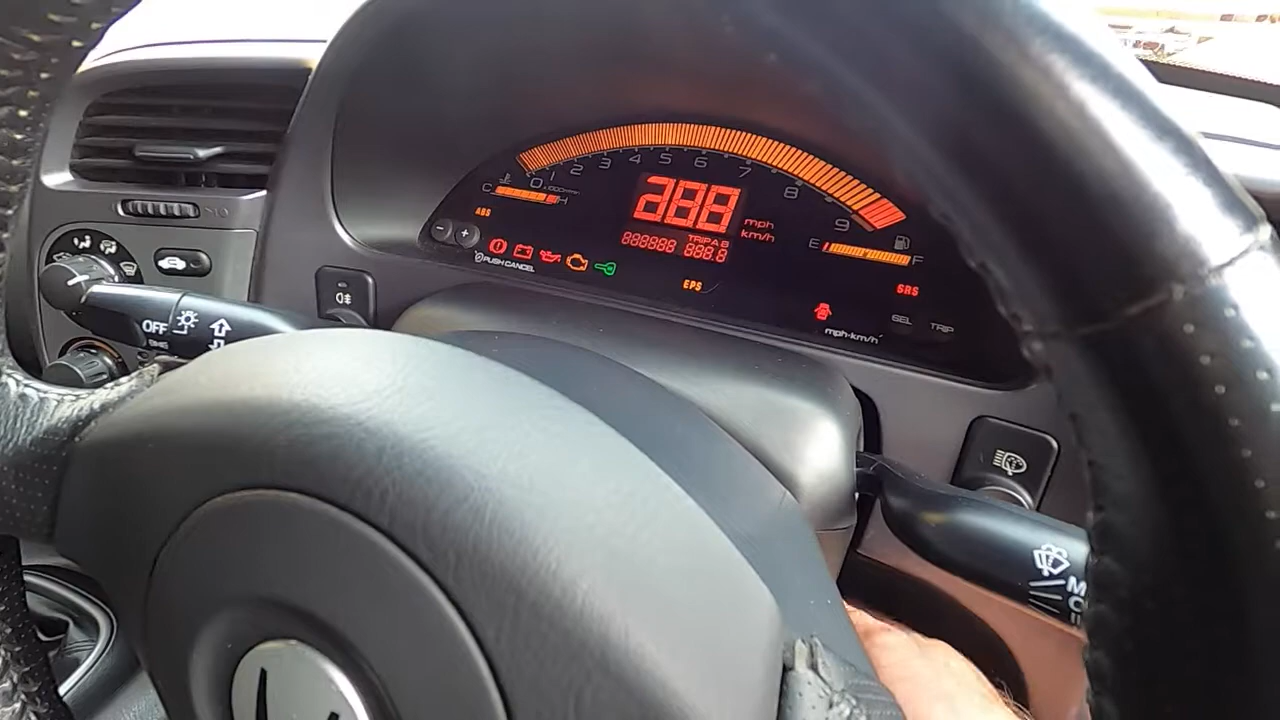 0 1 2 3 4 5 6 7 8 9
x1000r/min
C H
288
mph
km/h
TRIP A B
888888 888.8
E F
ABS
- +
PUSH CANCEL
EPS
SRS
SEL TRIP
mph-km/h
OFF